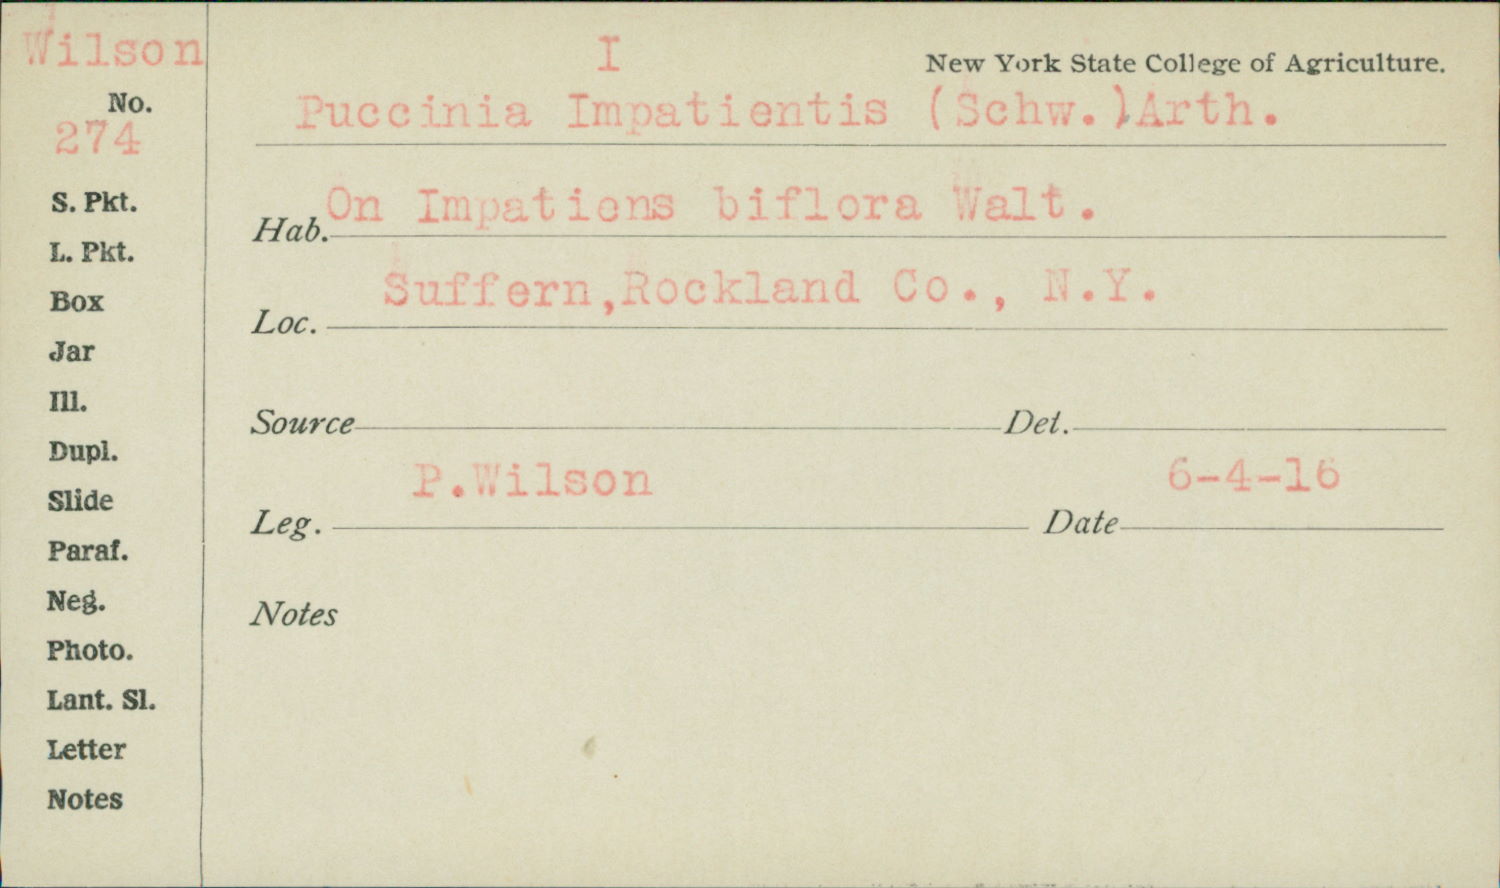 Wilson
No.
274
S. Pkt.
L. Pkt.
Box
Jar
Ill.
Dupl.
Slide
Paraf.
Neg.
Photo.
Lant. Sl.
Letter
Notes
I
New York State College of Agriculture.
Puccinia Impatientis (Schw.)Arth.
Hab. On Impatiens biflora Walt.
Loc. Suffern,Rockland Co., N.Y.
Source Det.
Leg. P.Wilson Date 6-4-16
Notes